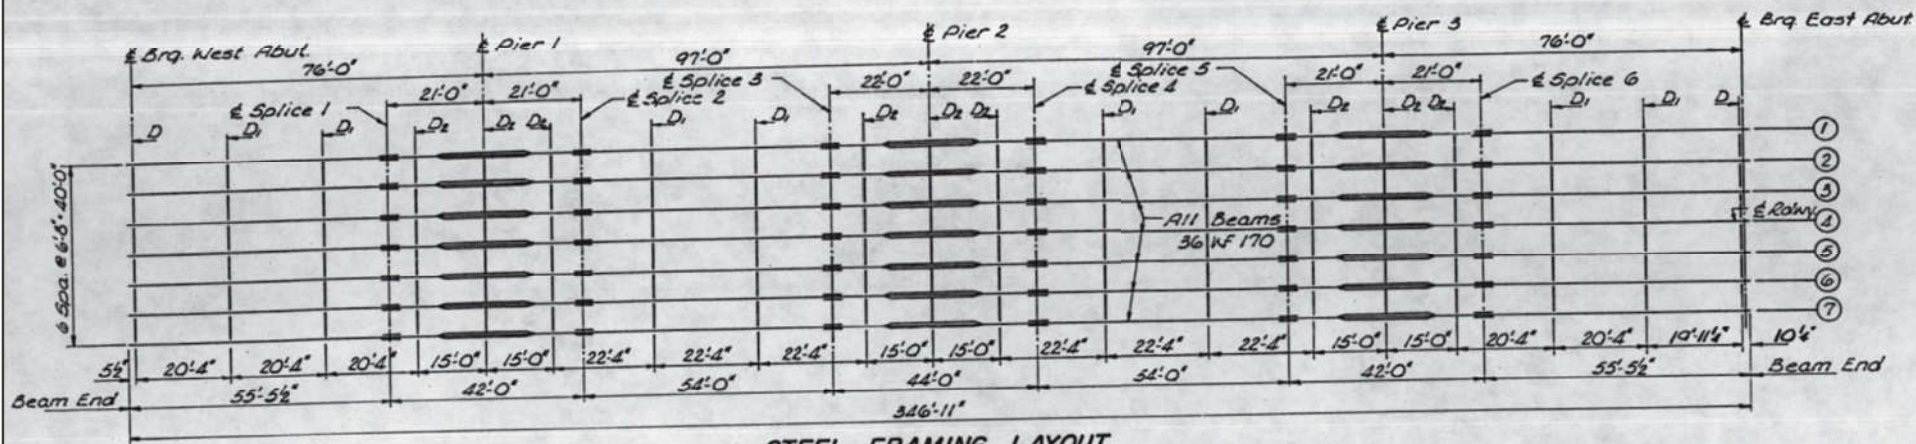 ℄ Brg. West Abut.
℄ Pier 1
℄ Pier 2
℄ Pier 3
℄ Brg. East Abut.
76'-0"
97'-0"
97'-0"
76'-0"
℄ Splice 1
21'-0"
21'-0"
℄ Splice 2
℄ Splice 3
22'-0"
22'-0"
℄ Splice 4
℄ Splice 5
21'-0"
21'-0"
℄ Splice 6
D
D₁
D₁
D₂
D₂
D₂
D₁
D₁
D₂
D₂
D₂
D₁
D₁
D₂
D₂
D₂
D₁
D₁
D
1
2
3
℄ Rdwy.
4
5
6
7
6 Spa. @ 6'-8" = 40'-0"
All Beams
36 WF 170
5½"
20'-4"
20'-4"
20'-4"
15'-0"
15'-0"
22'-4"
22'-4"
22'-4"
15'-0"
15'-0"
22'-4"
22'-4"
22'-4"
15'-0"
15'-0"
20'-4"
20'-4"
19'-11¼"
10¼"
Beam End
55'-5½"
42'-0"
54'-0"
44'-0"
54'-0"
42'-0"
55'-5½"
Beam End
346'-11"
STEEL FRAMING LAYOUT